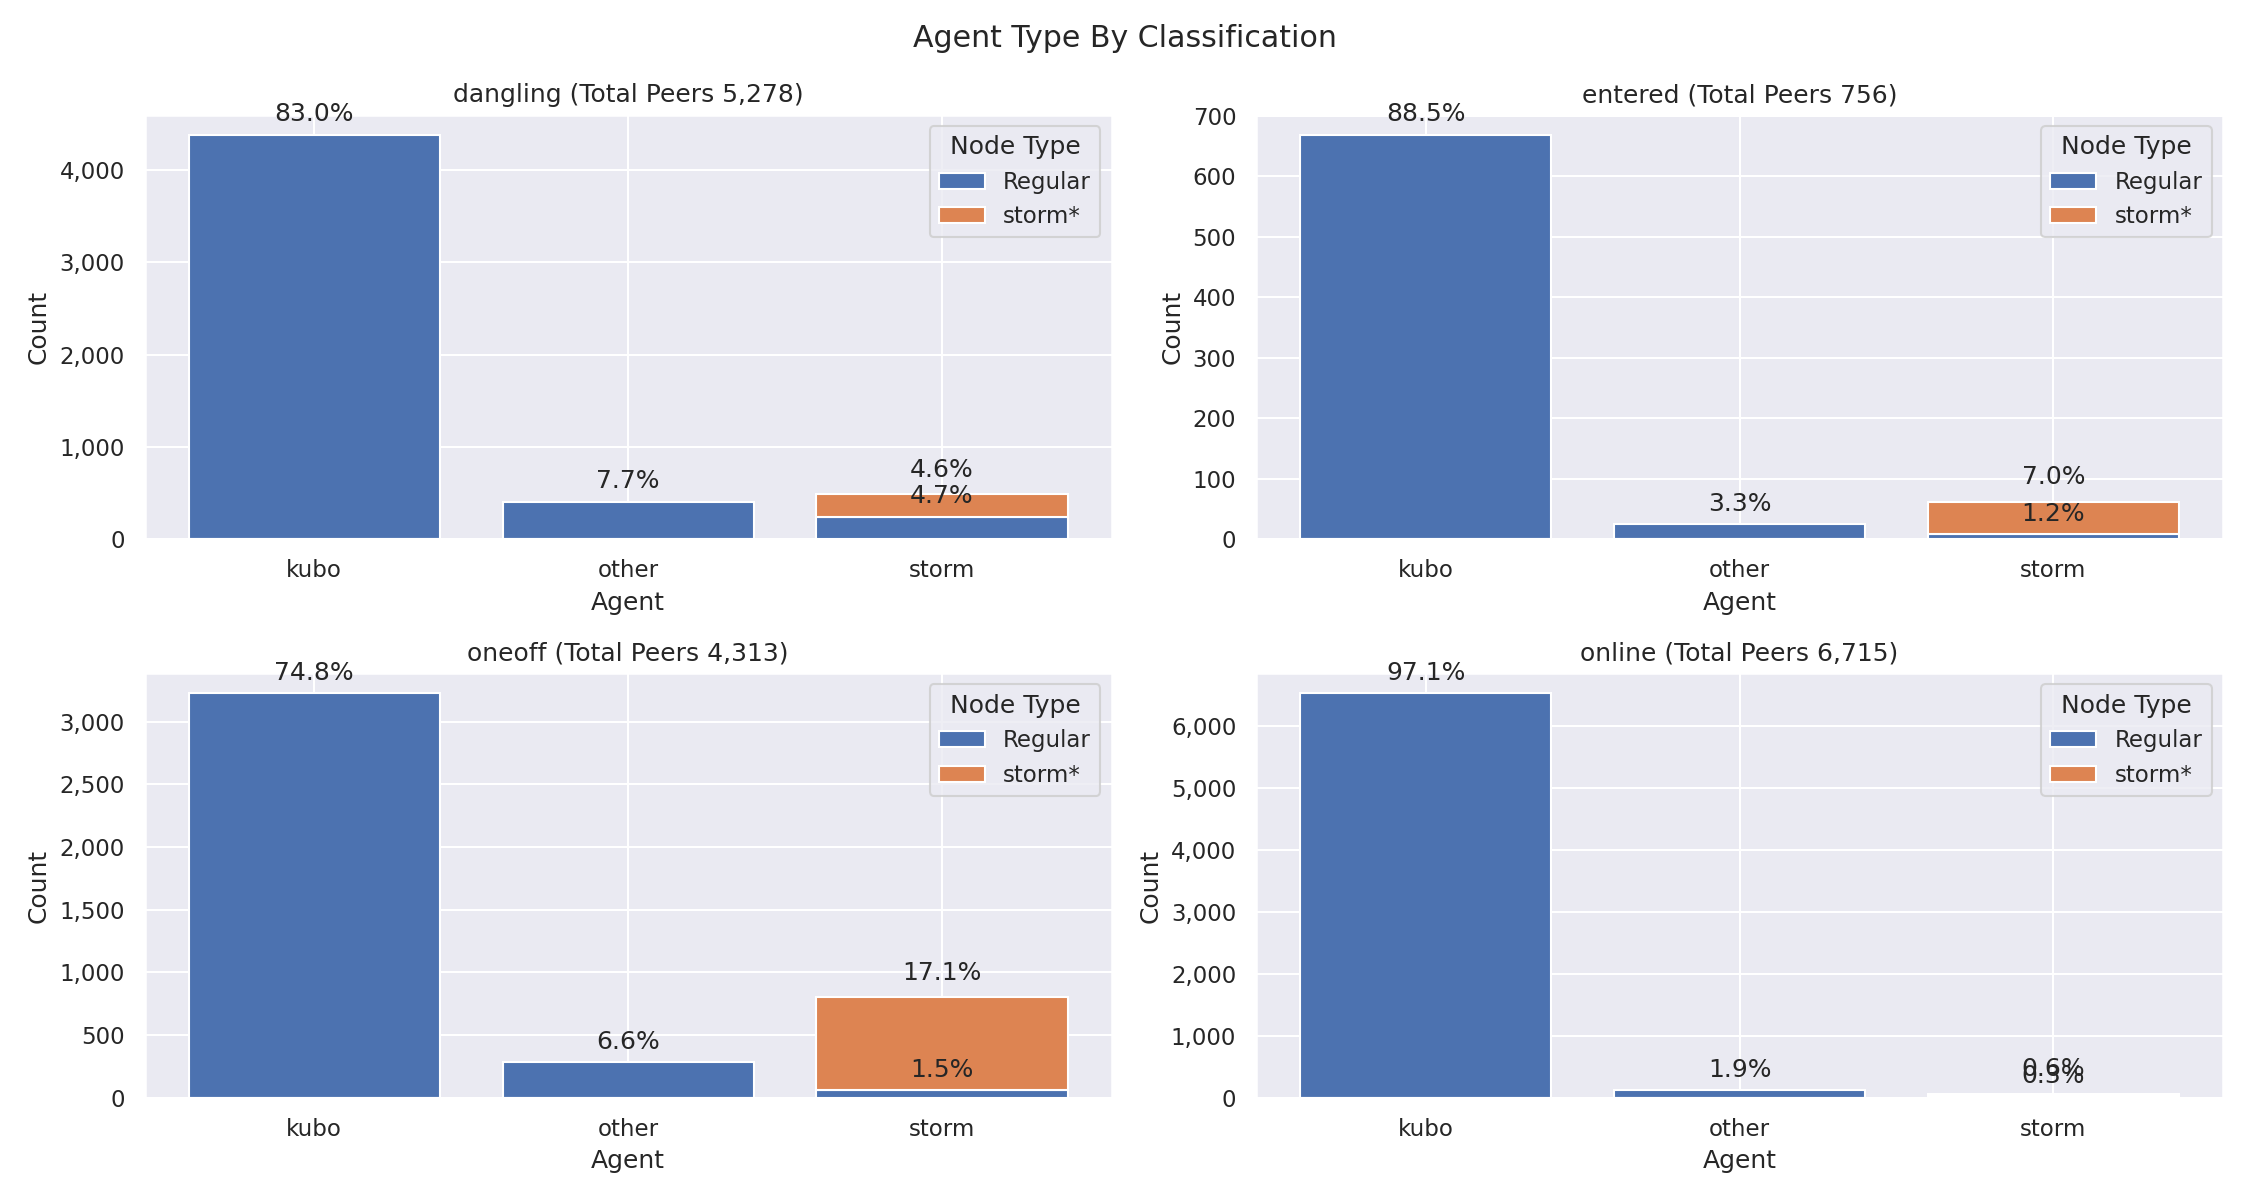 Agent Type By Classification
dangling (Total Peers 5,278)
83.0%
Node Type
Regular
storm*
4,000
3,000
2,000
1,000
0
Count
7.7%
4.6%
4.7%
kubo
other
storm
Agent
entered (Total Peers 756)
88.5%
Node Type
Regular
storm*
700
600
500
400
300
200
100
0
Count
3.3%
7.0%
1.2%
kubo
other
storm
Agent
oneoff (Total Peers 4,313)
74.8%
Node Type
Regular
storm*
3,000
2,500
2,000
1,500
1,000
500
0
Count
6.6%
17.1%
1.5%
kubo
other
storm
Agent
online (Total Peers 6,715)
97.1%
Node Type
Regular
storm*
6,000
5,000
4,000
3,000
2,000
1,000
0
Count
1.9%
0.6%
0.3%
kubo
other
storm
Agent